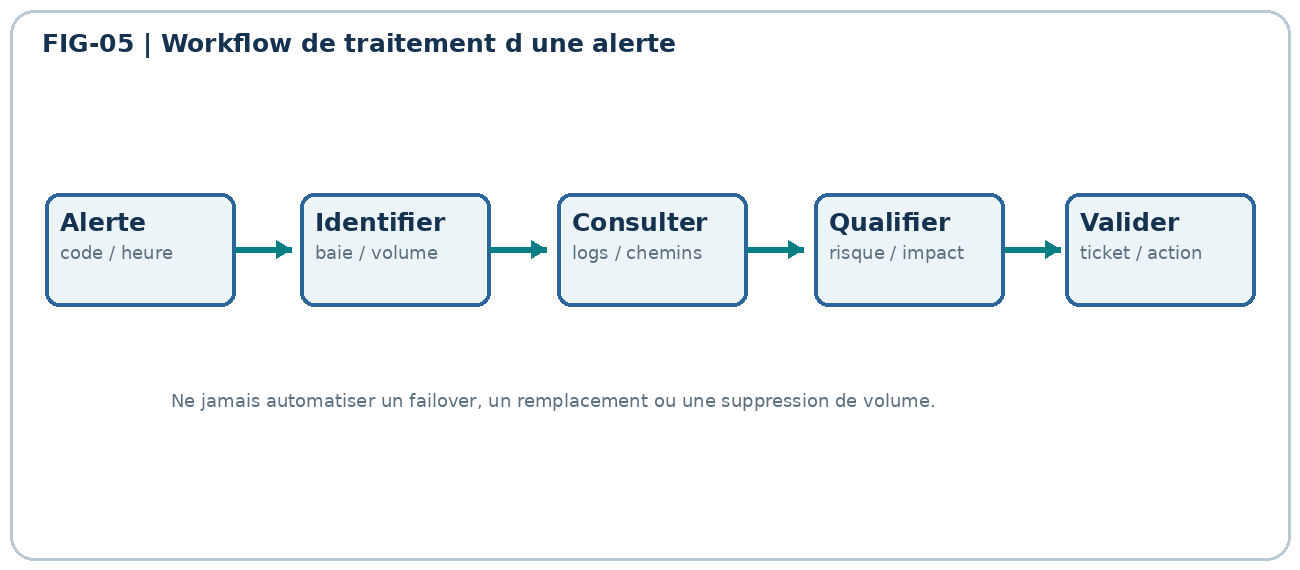 FIG-05 | Workflow de traitement d une alerte
Alerte
code / heure
Identifier
baie / volume
Consulter
logs / chemins
Qualifier
risque / impact
Valider
ticket / action
Ne jamais automatiser un failover, un remplacement ou une suppression de volume.